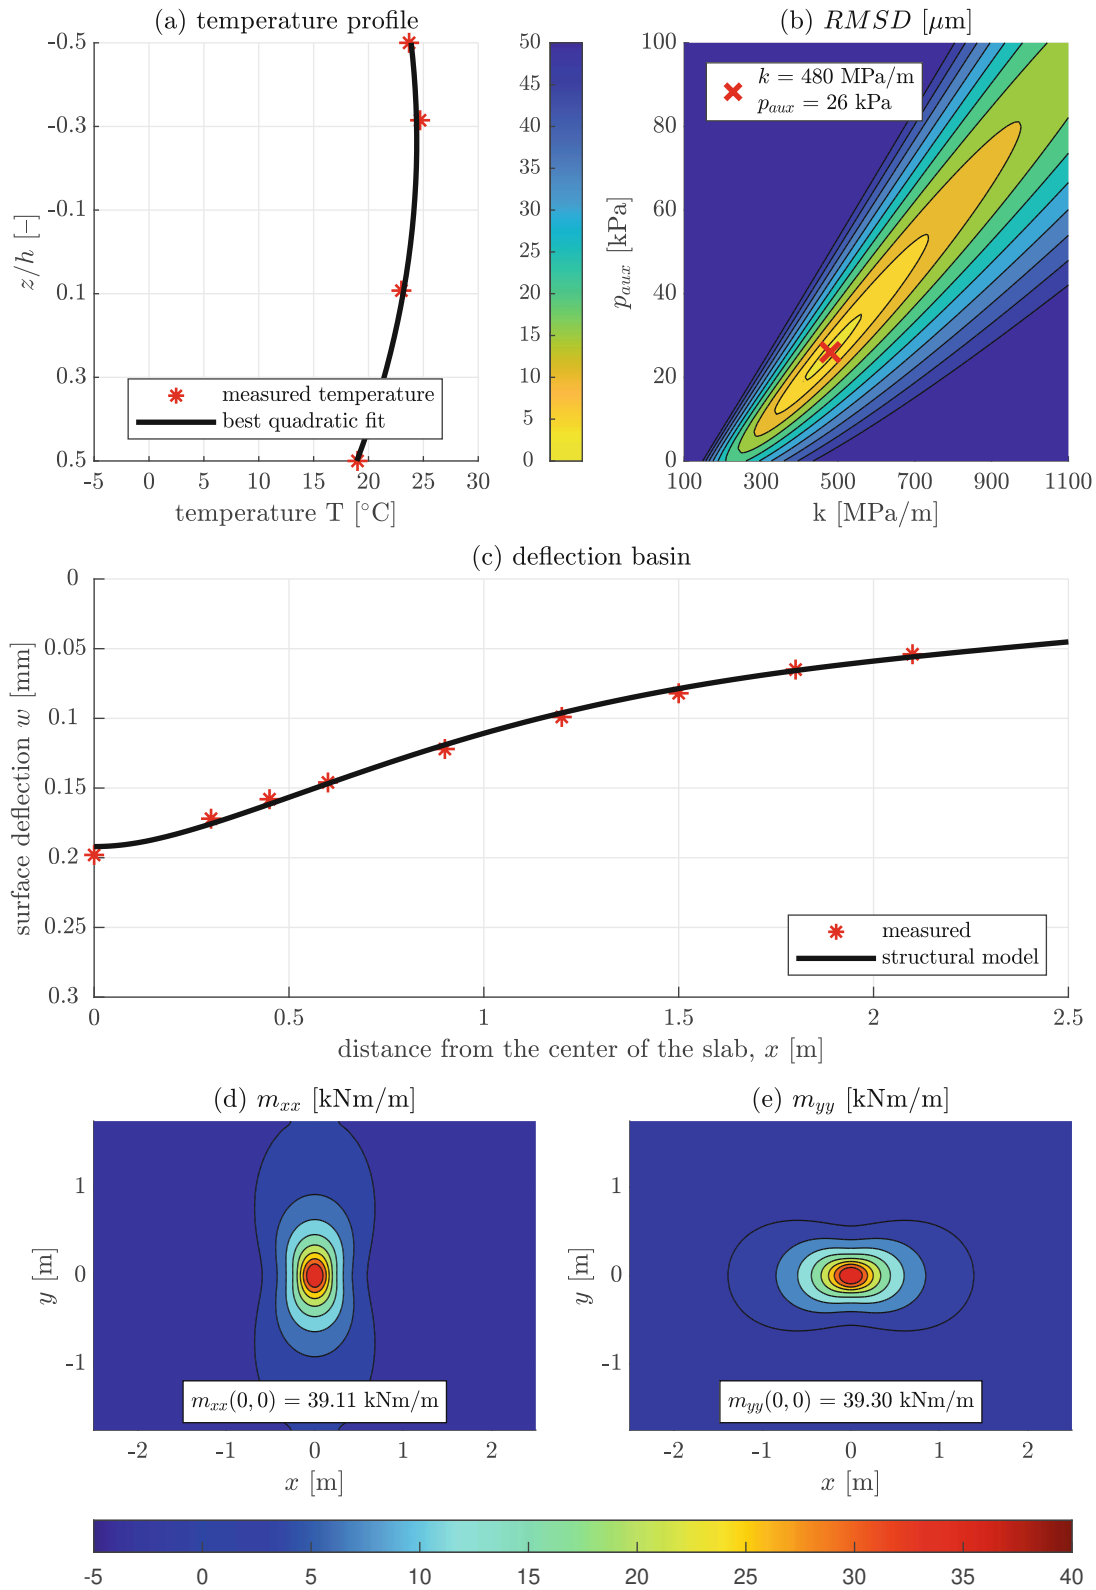 (a) temperature profile
-0.5
-0.3
-0.1
0.1
0.3
0.5
z/h [–]
measured temperature
best quadratic fit
-5 0 5 10 15 20 25 30
temperature T [°C]
50
45
40
35
30
25
20
15
10
5
0
(b) RMSD [μm]
100
80
60
40
20
0
p_aux [kPa]
k = 480 MPa/m
p_aux = 26 kPa
100 300 500 700 900 1100
k [MPa/m]
(c) deflection basin
0
0.05
0.1
0.15
0.2
0.25
0.3
surface deflection w [mm]
measured
structural model
0 0.5 1 1.5 2 2.5
distance from the center of the slab, x [m]
(d) m_xx [kNm/m]
1
0
-1
y [m]
m_xx(0, 0) = 39.11 kNm/m
-2 -1 0 1 2
x [m]
(e) m_yy [kNm/m]
1
0
-1
y [m]
m_yy(0, 0) = 39.30 kNm/m
-2 -1 0 1 2
x [m]
-5 0 5 10 15 20 25 30 35 40